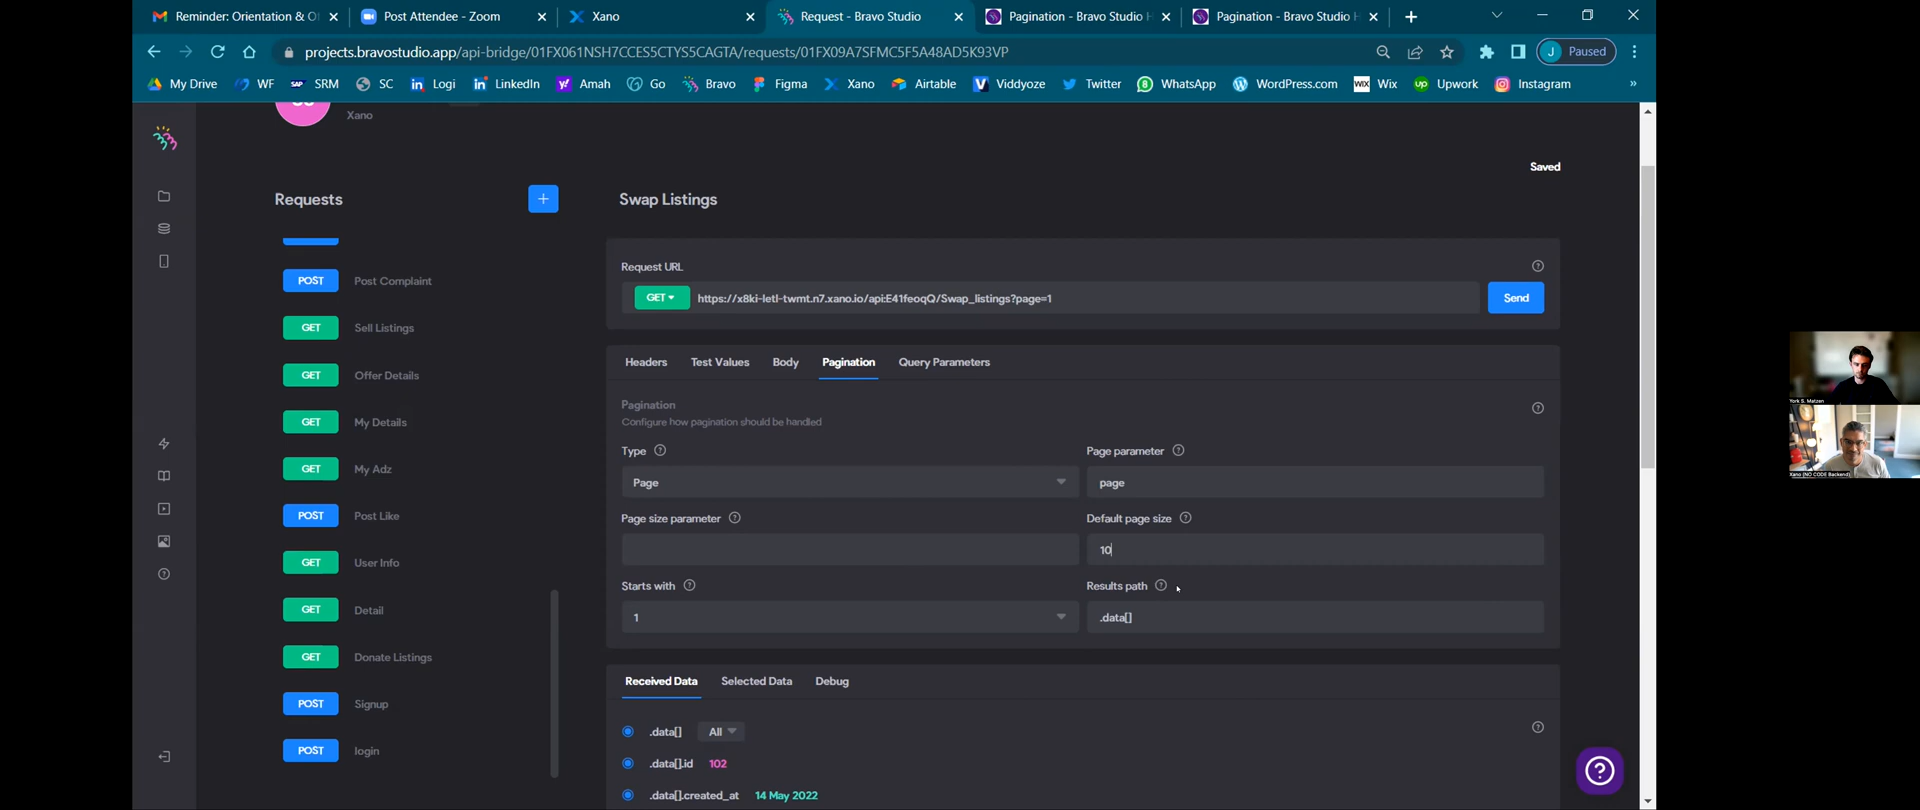 Reminder: Orientation & O
Post Attendee - Zoom
Xano
Request - Bravo Studio
Pagination - Bravo Studio H
Pagination - Bravo Studio H
projects.bravostudio.app/api-bridge/01FX061NSH7CCES5CTYS5CAGTA/requests/01FX09A7SFMC5F5A48AD5K93VP
J Paused
My Drive
WF
SRM
SC
Logi
LinkedIn
Amah
Go
Bravo
Figma
Xano
Airtable
Viddyoze
Twitter
WhatsApp
WordPress.com
Wix
Upwork
Instagram
»
Xano
Saved
Requests
+
Swap Listings
POST Post Complaint
GET Sell Listings
GET Offer Details
GET My Details
GET My Adz
POST Post Like
GET User Info
GET Detail
GET Donate Listings
POST Signup
POST login
Request URL
GET https://x8ki-letl-twmt.n7.xano.io/api:E41feoqQ/Swap_listings?page=1
Send
Headers
Test Values
Body
Pagination
Query Parameters
Pagination
Configure how pagination should be handled
Type
Page parameter
Page
page
Page size parameter
Default page size
10
Starts with
Results path
1
.data[]
Received Data
Selected Data
Debug
.data[] All
.data[].id 102
.data[].created_at 14 May 2022
York S. Matzen
Xano (NO CODE Backend)